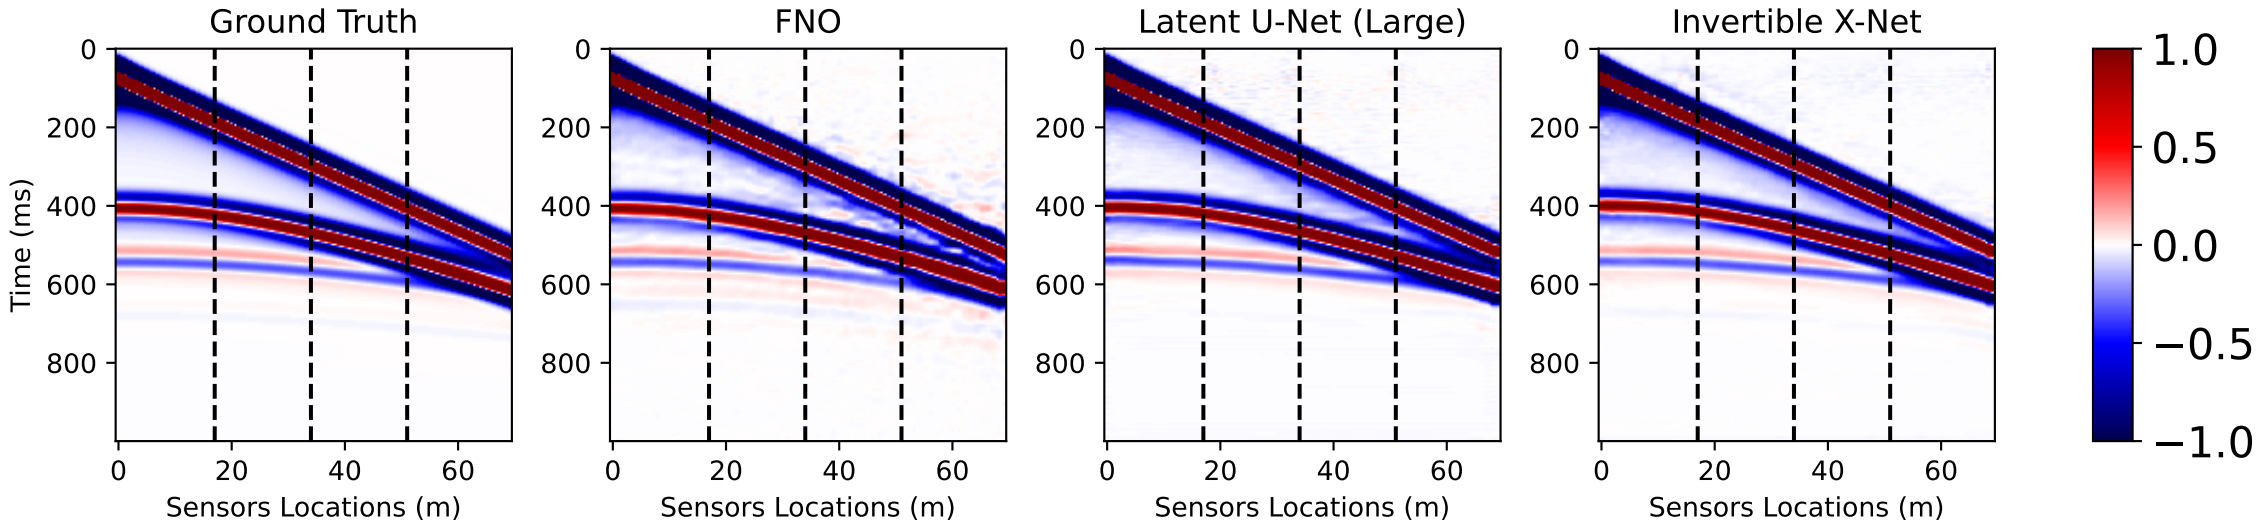 Ground Truth
FNO
Latent U-Net (Large)
Invertible X-Net
0
200
400
600
800
Time (ms)
0 20 40 60
Sensors Locations (m)
0
200
400
600
800
0 20 40 60
Sensors Locations (m)
0
200
400
600
800
0 20 40 60
Sensors Locations (m)
0
200
400
600
800
0 20 40 60
Sensors Locations (m)
1.0
0.5
0.0
−0.5
−1.0